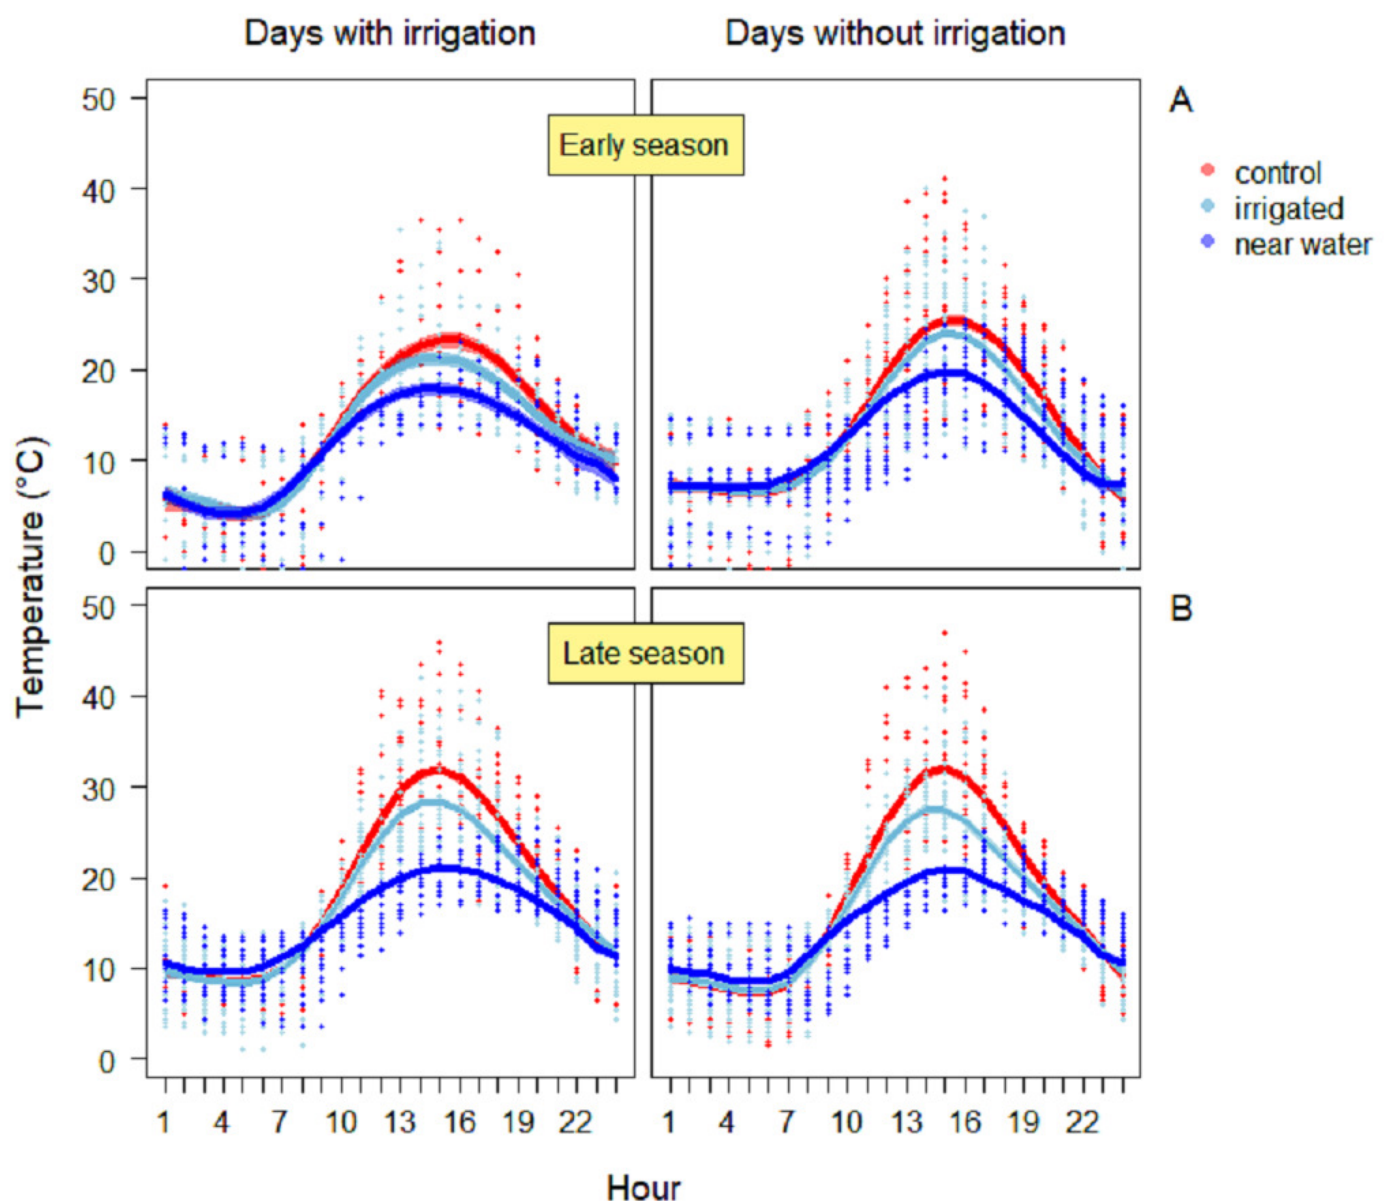 Days with irrigation
Days without irrigation
A
Early season
control
irrigated
near water
50
40
30
20
10
0
Temperature (°C)
B
Late season
50
40
30
20
10
0
1 4 7 10 13 16 19 22
1 4 7 10 13 16 19 22
Hour